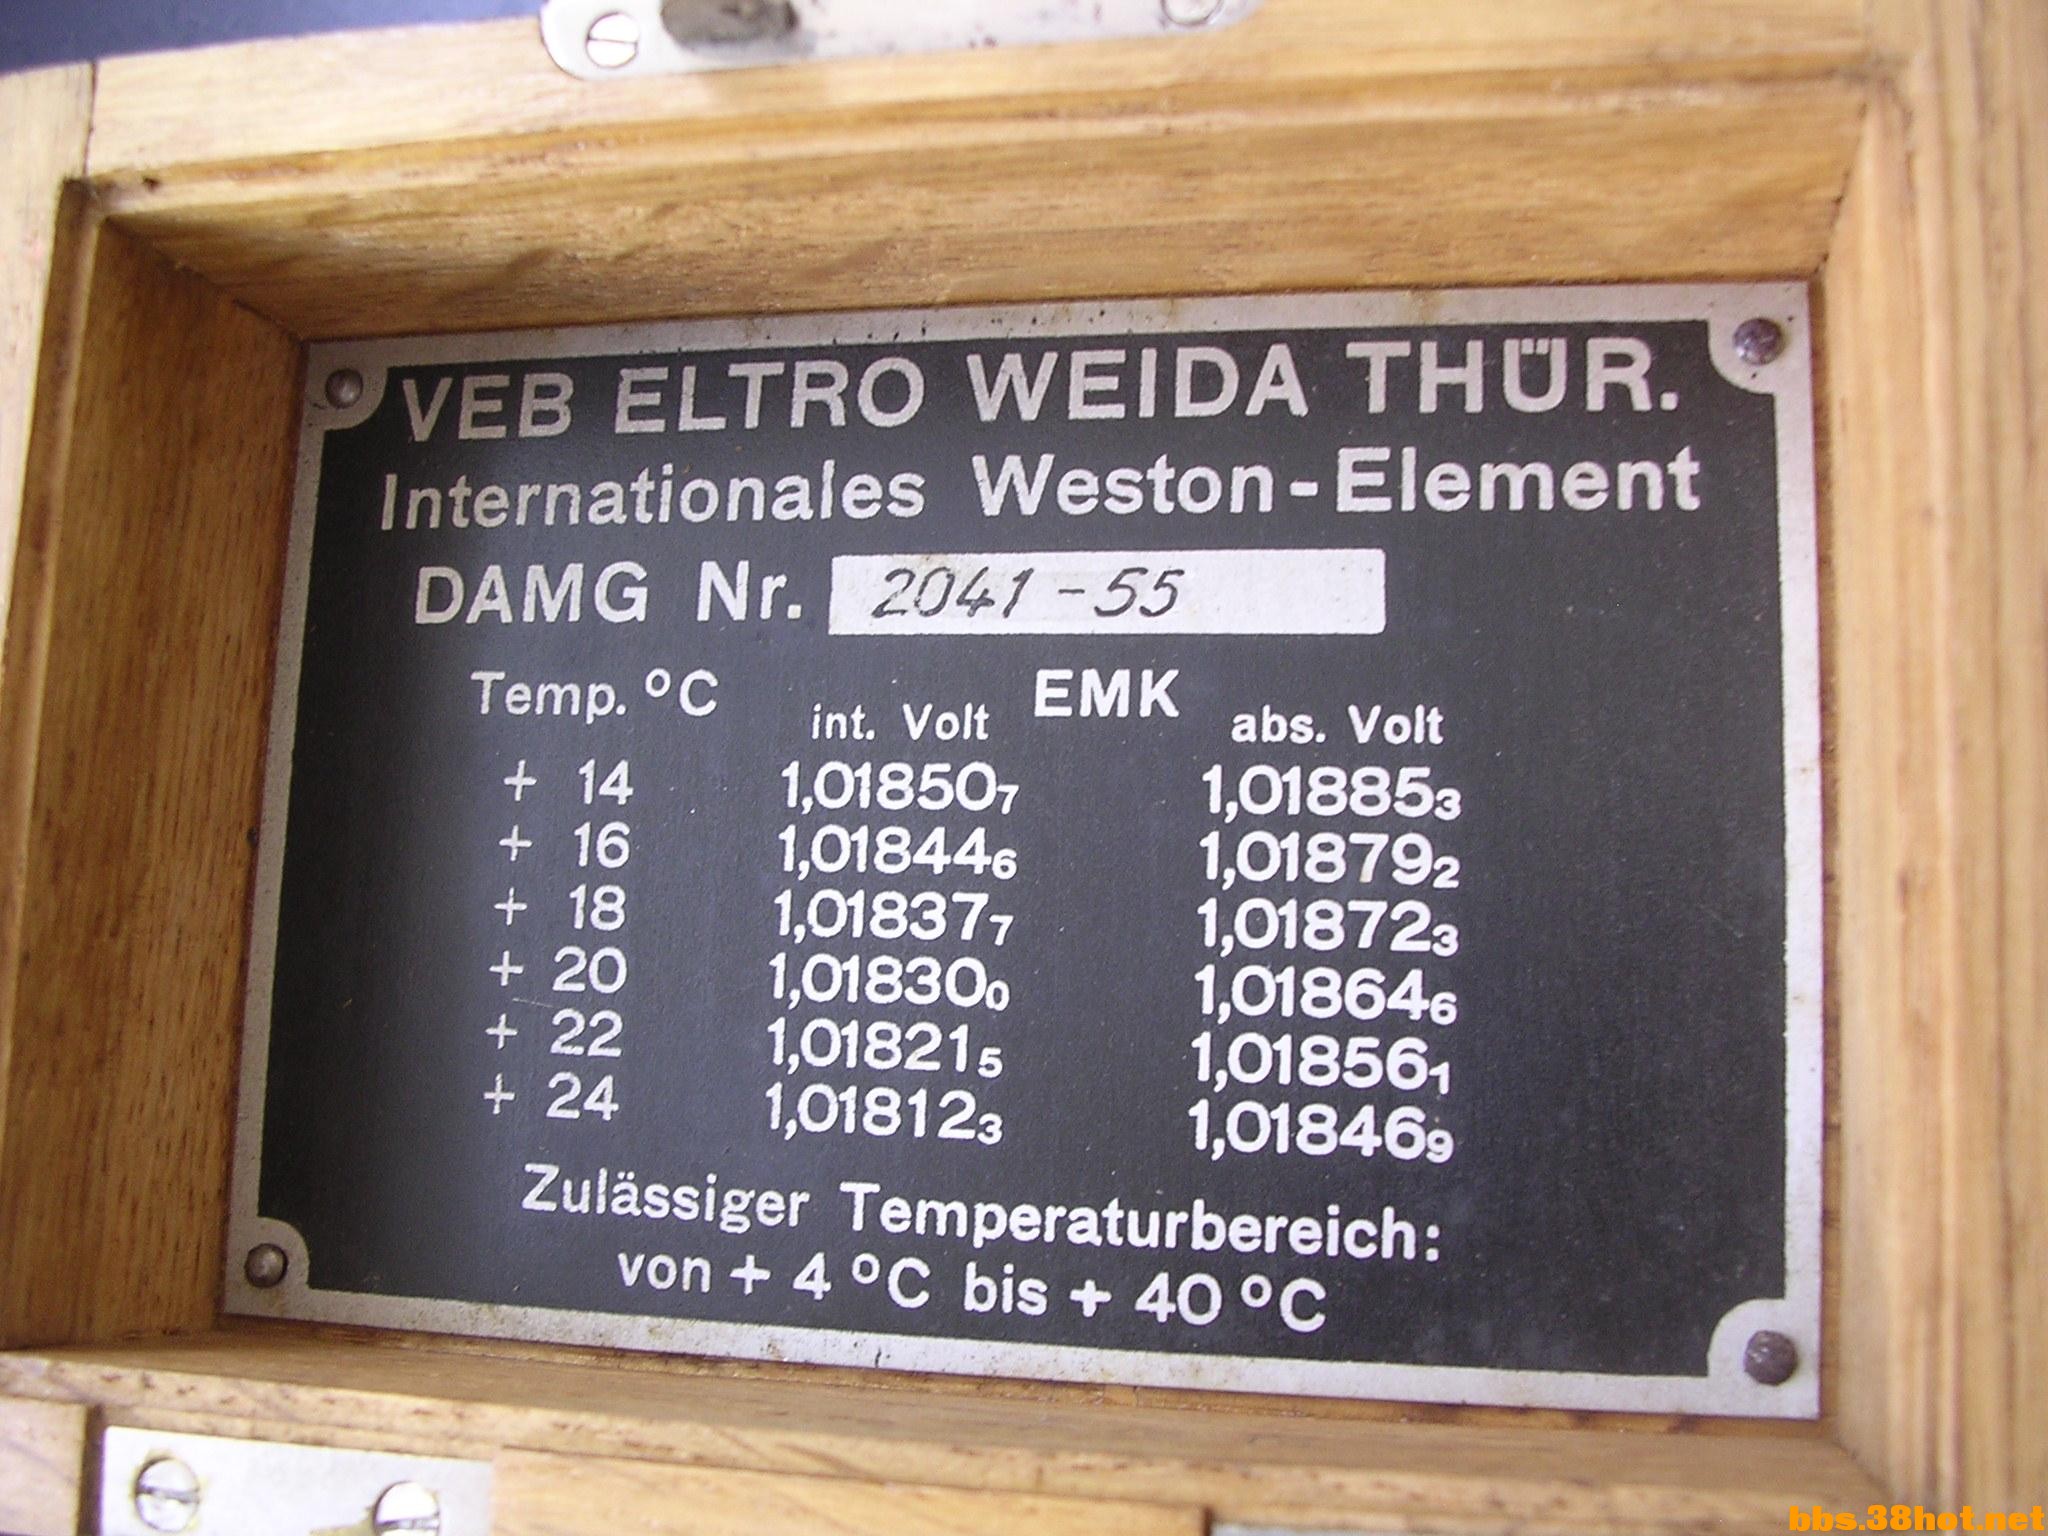 VEB ELTRO WEIDA THÜR.
Internationales Weston-Element
DAMG Nr. 2041-55
Temp. °C EMK
int. Volt abs. Volt
+ 14 1,018507 1,018853
+ 16 1,018446 1,018792
+ 18 1,018377 1,018723
+ 20 1,018300 1,018646
+ 22 1,018215 1,018561
+ 24 1,018123 1,018469
Zulässiger Temperaturbereich:
von + 4 °C bis + 40 °C
bbs.38hot.net